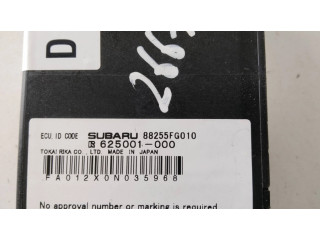 D
ECU. ID CODE SUBARU 88255FG010
625001-000
TOKAI RIKA CO., LTD. MADE IN JAPAN
FA012X0N035968
No approval number or marking is required